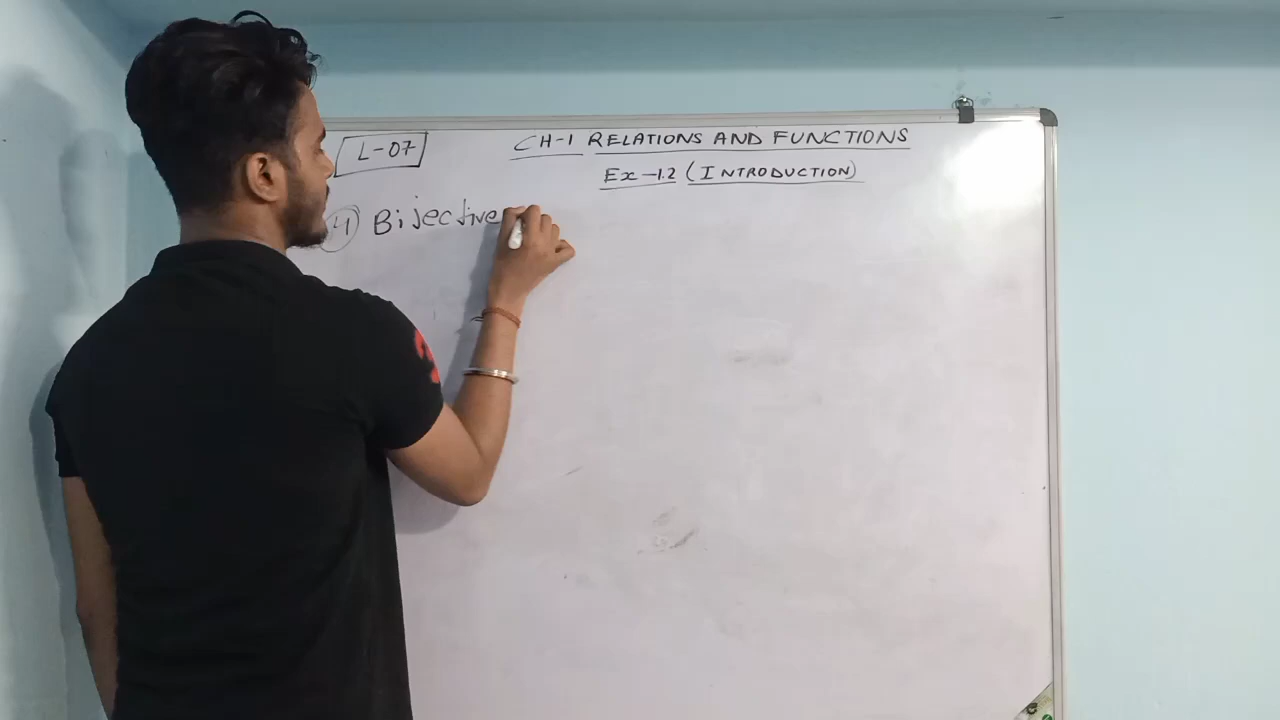 L-07
CH-1 RELATIONS AND FUNCTIONS
Ex-1.2 (INTRODUCTION)
4 Bijective